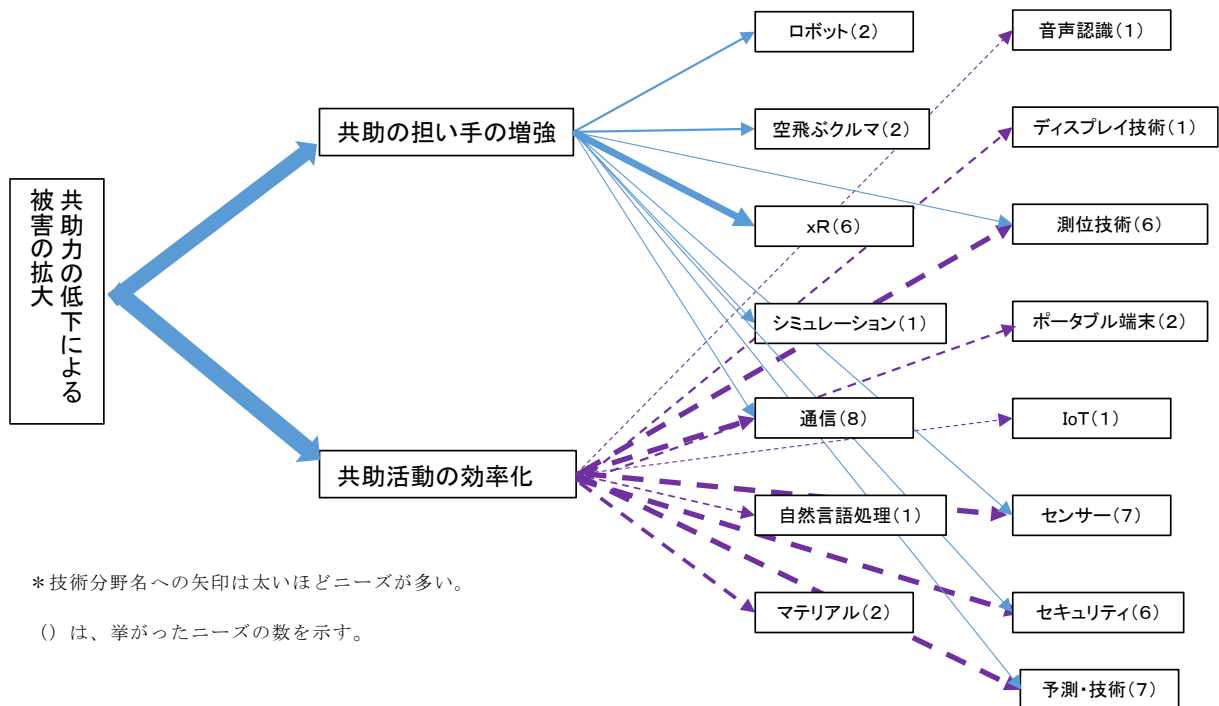 共助力の低下による
被害の拡大
共助の担い手の増強
共助活動の効率化
ロボット(2)
空飛ぶクルマ(2)
xR(6)
シミュレーション(1)
通信(8)
自然言語処理(1)
マテリアル(2)
音声認識(1)
ディスプレイ技術(1)
測位技術(6)
ポータブル端末(2)
IoT(1)
センサー(7)
セキュリティ(6)
予測・技術(7)
*技術分野名への矢印は太いほどニーズが多い。
()は、挙がったニーズの数を示す。